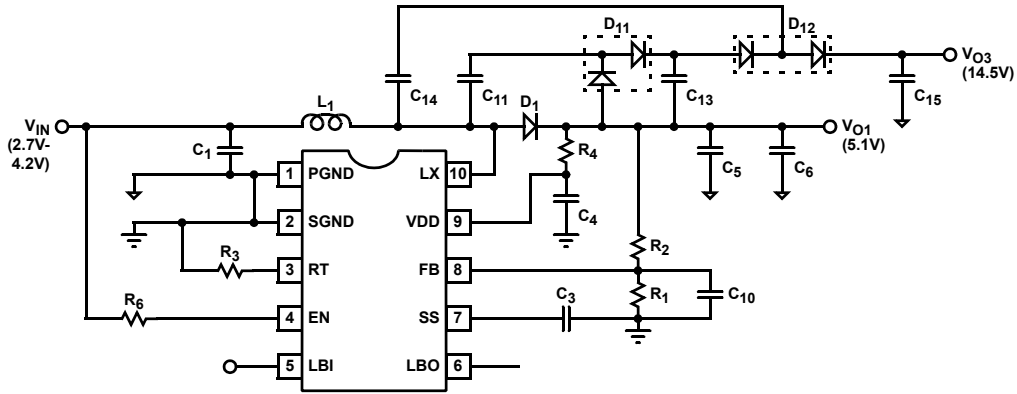 D11
D12
C14
C11
C13
C15
VO3
(14.5V)
VIN
(2.7V-
4.2V)
L1
D1
VO1
(5.1V)
C1
R4
C5
C6
1 PGND
LX 10
C4
2 SGND
VDD 9
R2
R3
3 RT
FB 8
R1
C10
R6
C3
4 EN
SS 7
5 LBI
LBO 6